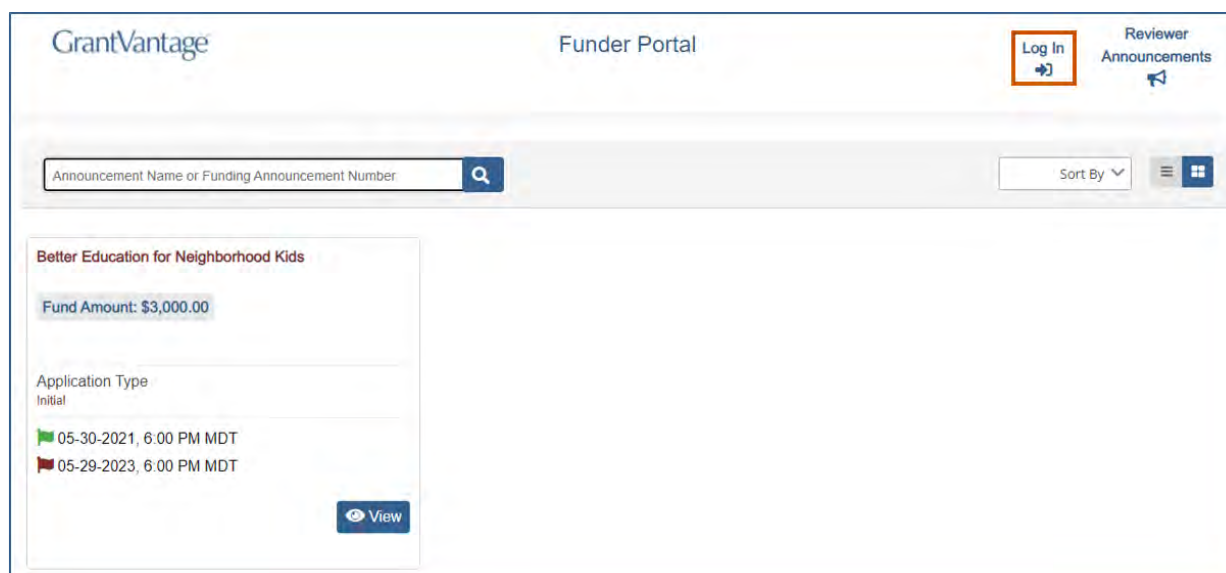 GrantVantage
Funder Portal
Log In
Reviewer
Announcements
Announcement Name or Funding Announcement Number
Sort By
Better Education for Neighborhood Kids
Fund Amount: $3,000.00
Application Type
Initial
05-30-2021, 6:00 PM MDT
05-29-2023, 6:00 PM MDT
View